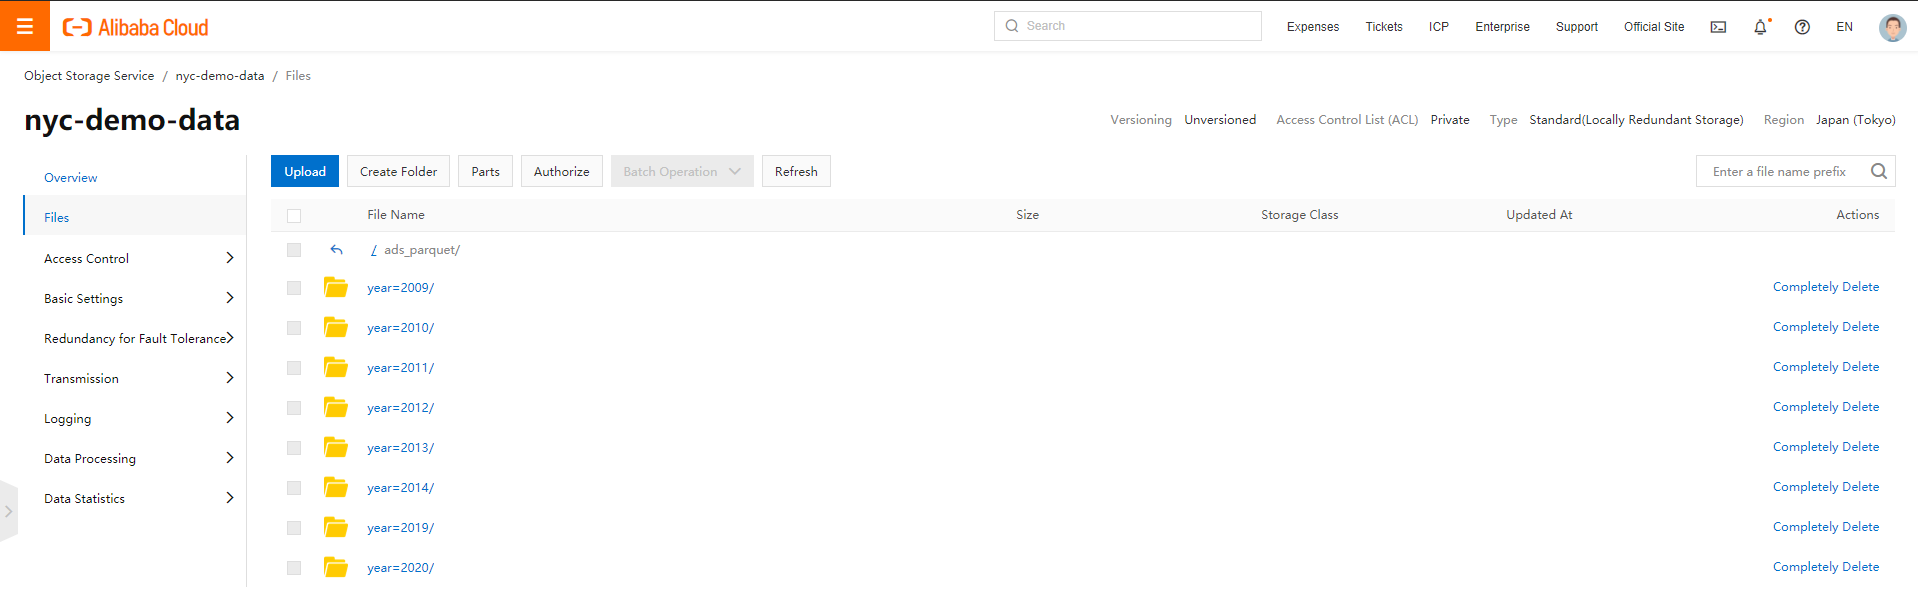 Alibaba Cloud Search Expenses Tickets ICP Enterprise Support Official Site EN
Object Storage Service / nyc-demo-data / Files
nyc-demo-data
Versioning Unversioned Access Control List (ACL) Private Type Standard(Locally Redundant Storage) Region Japan (Tokyo)
Overview
Files
Access Control
Basic Settings
Redundancy for Fault Tolerance
Transmission
Logging
Data Processing
Data Statistics
Upload Create Folder Parts Authorize Batch Operation Refresh Enter a file name prefix
File Name Size Storage Class Updated At Actions
/ ads_parquet/
year=2009/ Completely Delete
year=2010/ Completely Delete
year=2011/ Completely Delete
year=2012/ Completely Delete
year=2013/ Completely Delete
year=2014/ Completely Delete
year=2019/ Completely Delete
year=2020/ Completely Delete